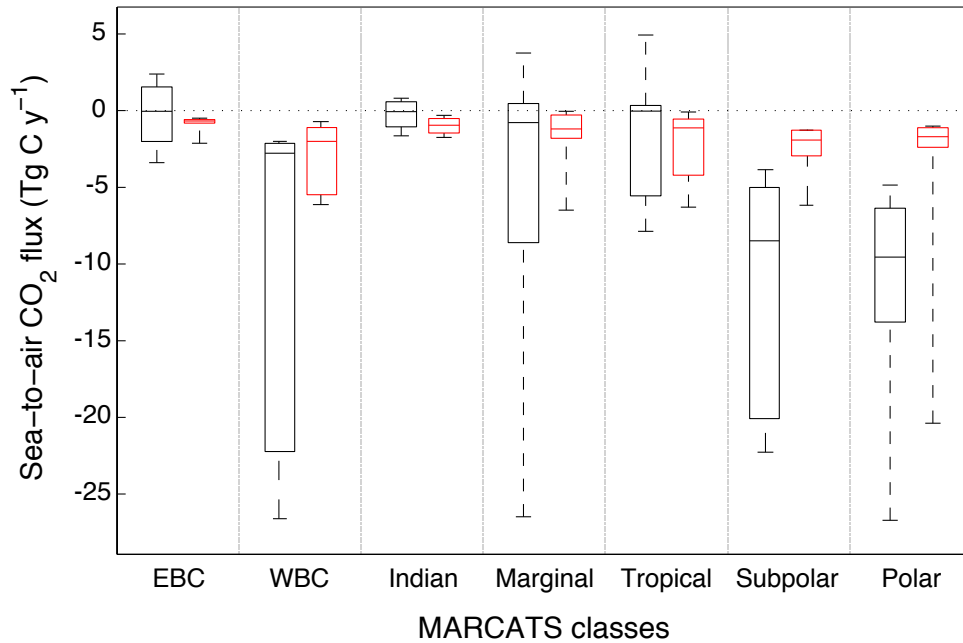 Sea−to−air CO₂ flux (Tg C y⁻¹)
5
0
-5
-10
-15
-20
-25
EBC WBC Indian Marginal Tropical Subpolar Polar
MARCATS classes